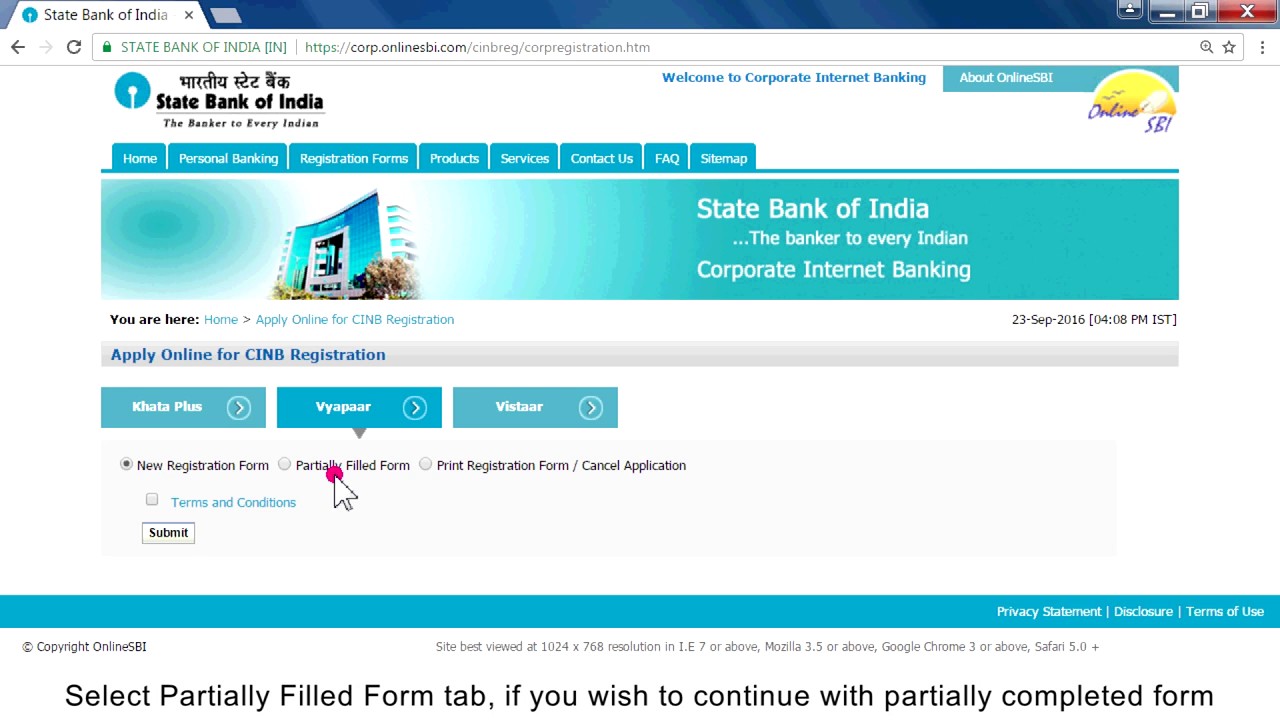 State Bank of India
STATE BANK OF INDIA [IN] | https://corp.onlinesbi.com/cinbreg/corpregistration.htm
भारतीय स्टेट बैंक
State Bank of India
The Banker to Every Indian
Welcome to Corporate Internet Banking
About OnlineSBI
Online SBI
Home Personal Banking Registration Forms Products Services Contact Us FAQ Sitemap
State Bank of India
...The banker to every Indian
Corporate Internet Banking
You are here: Home > Apply Online for CINB Registration
23-Sep-2016 [04:08 PM IST]
Apply Online for CINB Registration
Khata Plus Vyapaar Vistaar
New Registration Form Partially Filled Form Print Registration Form / Cancel Application
Terms and Conditions
Submit
Privacy Statement | Disclosure | Terms of Use
© Copyright OnlineSBI
Site best viewed at 1024 x 768 resolution in I.E 7 or above, Mozilla 3.5 or above, Google Chrome 3 or above, Safari 5.0 +
Select Partially Filled Form tab, if you wish to continue with partially completed form